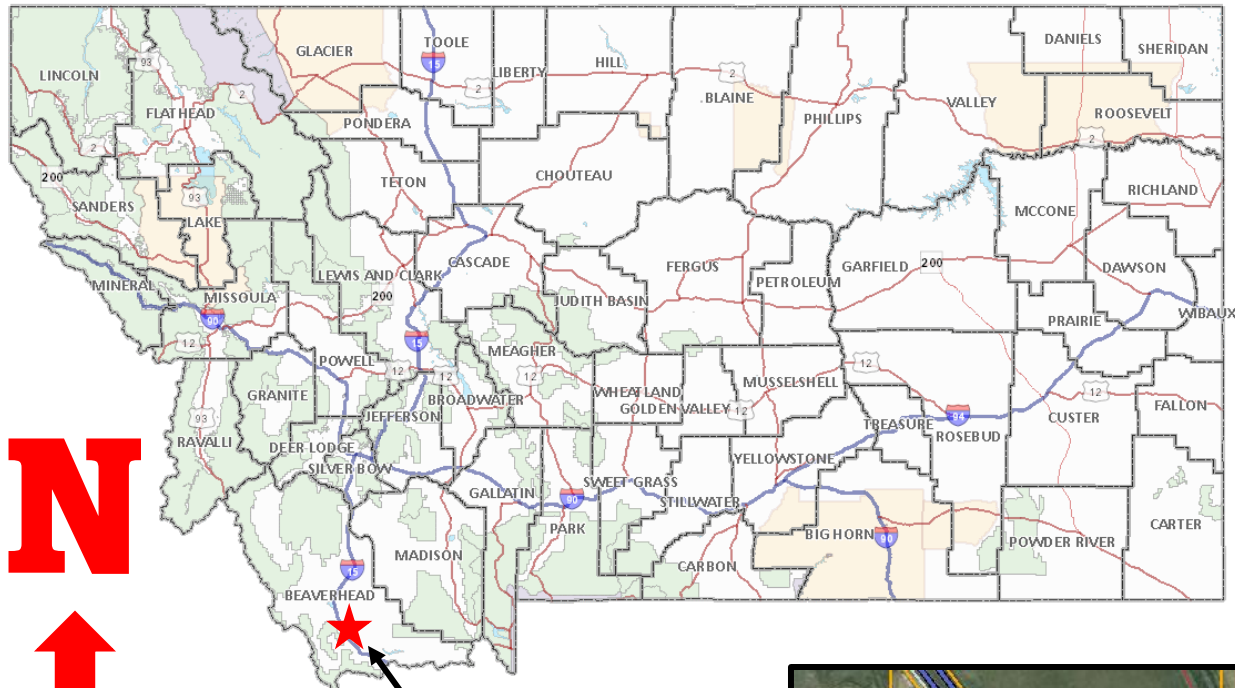 DANIELS
SHERIDAN
GLACIER
TOOLE
15
LIBERTY
HILL
93
LINCOLN
2
2
2
BLAINE
VALLEY
ROOSEVELT
FLATHEAD
PONDERA
PHILLIPS
2
2
200
TETON
CHOUTEAU
RICHLAND
93
SANDERS
LAKE
MCCONE
MINERAL
MISSOULA
LEWIS AND CLARK
CASCADE
FERGUS
PETROLEUM
GARFIELD
200
DAWSON
200
JUDITH BASIN
WIBAUX
90
PRAIRIE
12
15
MEAGHER
POWELL
12
12
12
WHEATLAND
MUSSELSHELL
12
GRANITE
BROADWATER
GOLDEN VALLEY
12
12
FALLON
JEFFERSON
94
CUSTER
93
TREASURE
ROSEBUD
RAVALLI
DEER LODGE
SILVER BOW
YELLOWSTONE
GALLATIN
SWEET GRASS
90
STILLWATER
PARK
CARTER
BIG HORN
90
POWDER RIVER
N
MADISON
CARBON
15
BEAVERHEAD